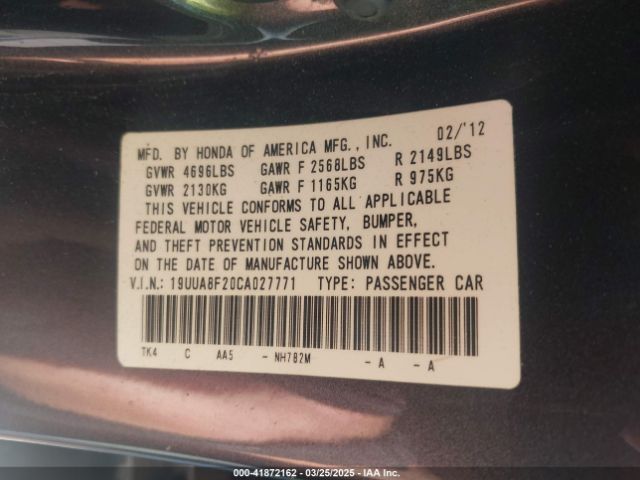 MFD. BY HONDA OF AMERICA MFG., INC. 02/'12
GVWR 4696LBS GAWR F 2568LBS R 2149LBS
GVWR 2130KG GAWR F 1165KG R 975KG
THIS VEHICLE CONFORMS TO ALL APPLICABLE
FEDERAL MOTOR VEHICLE SAFETY, BUMPER,
AND THEFT PREVENTION STANDARDS IN EFFECT
ON THE DATE OF MANUFACTURE SHOWN ABOVE.
V.I.N.: 19UUA8F20CA027771 TYPE: PASSENGER CAR
TK4 C AA5 - NH782M - A - A
000-41872162 - 03/25/2025 - IAA Inc.